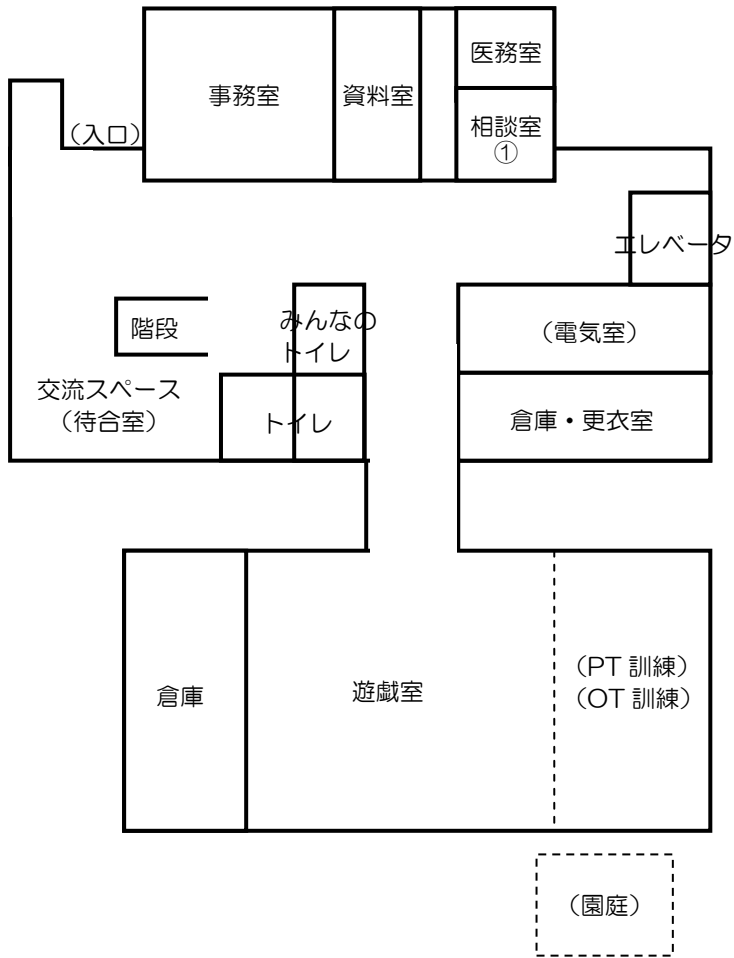 医務室
事務室
資料室
相談室
①
（入口）
エレベータ
階段
みんなの
トイレ
（電気室）
交流スペース
（待合室）
トイレ
倉庫・更衣室
倉庫
遊戯室
（PT 訓練）
（OT 訓練）
（園庭）